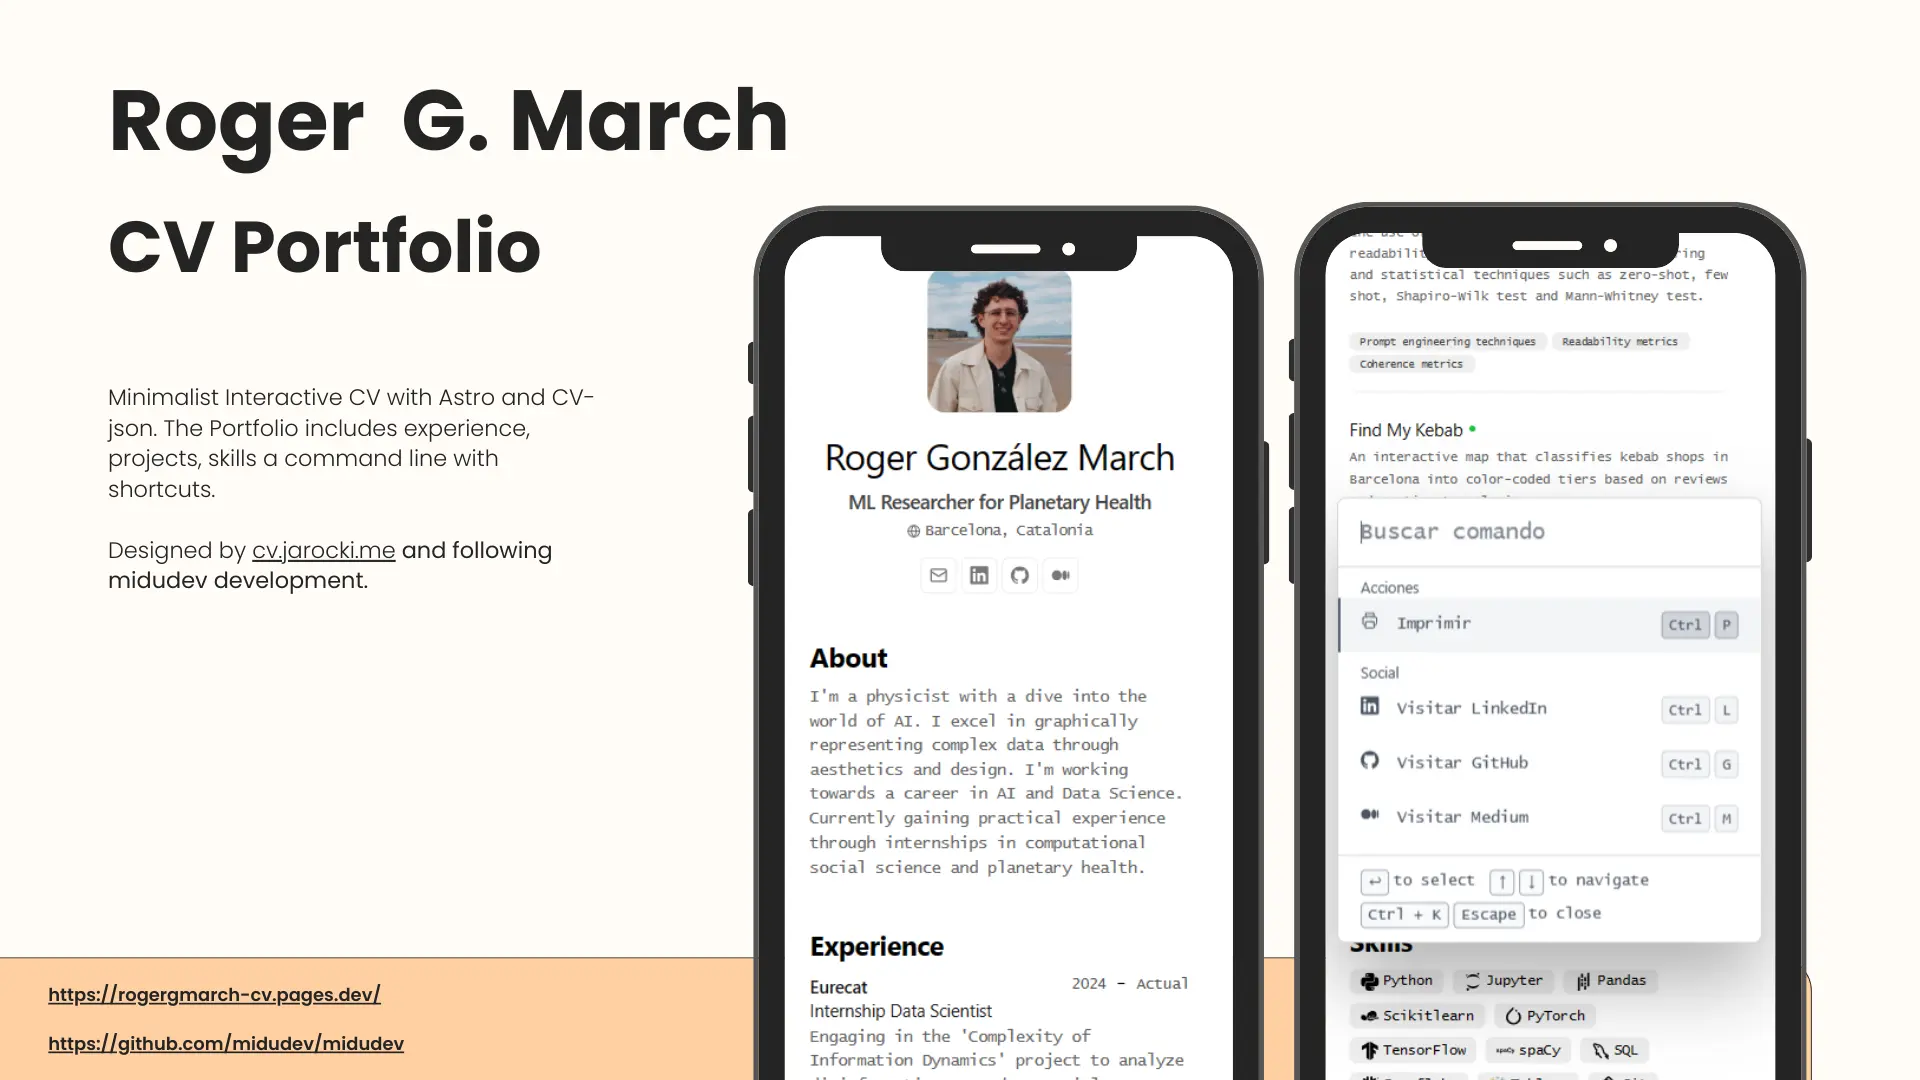 Roger G. March
CV Portfolio
Minimalist Interactive CV with Astro and CV-
json. The Portfolio includes experience,
projects, skills a command line with
shortcuts.
Designed by cv.jarocki.me and following
midudev development.
https://rogergmarch-cv.pages.dev/
https://github.com/midudev/midudev
Roger González March
ML Researcher for Planetary Health
Barcelona, Catalonia
About
I'm a physicist with a dive into the
world of AI. I excel in graphically
representing complex data through
aesthetics and design. I'm working
towards a career in AI and Data Science.
Currently gaining practical experience
through internships in computational
social science and planetary health.
Experience
Eurecat 2024 - Actual
Internship Data Scientist
Engaging in the 'Complexity of
Information Dynamics' project to analyze
and statistical techniques such as zero-shot, few
shot, Shapiro-Wilk test and Mann-Whitney test.
Prompt engineering techniques Readability metrics
Coherence metrics
Find My Kebab
An interactive map that classifies kebab shops in
Barcelona into color-coded tiers based on reviews
Buscar comando
Acciones
Imprimir Ctrl P
Social
Visitar LinkedIn Ctrl L
Visitar GitHub Ctrl G
Visitar Medium Ctrl M
↩ to select ↑ ↓ to navigate
Ctrl + K Escape to close
Skills
Python Jupyter Pandas
Scikitlearn PyTorch
TensorFlow spaCy spaCy SQL